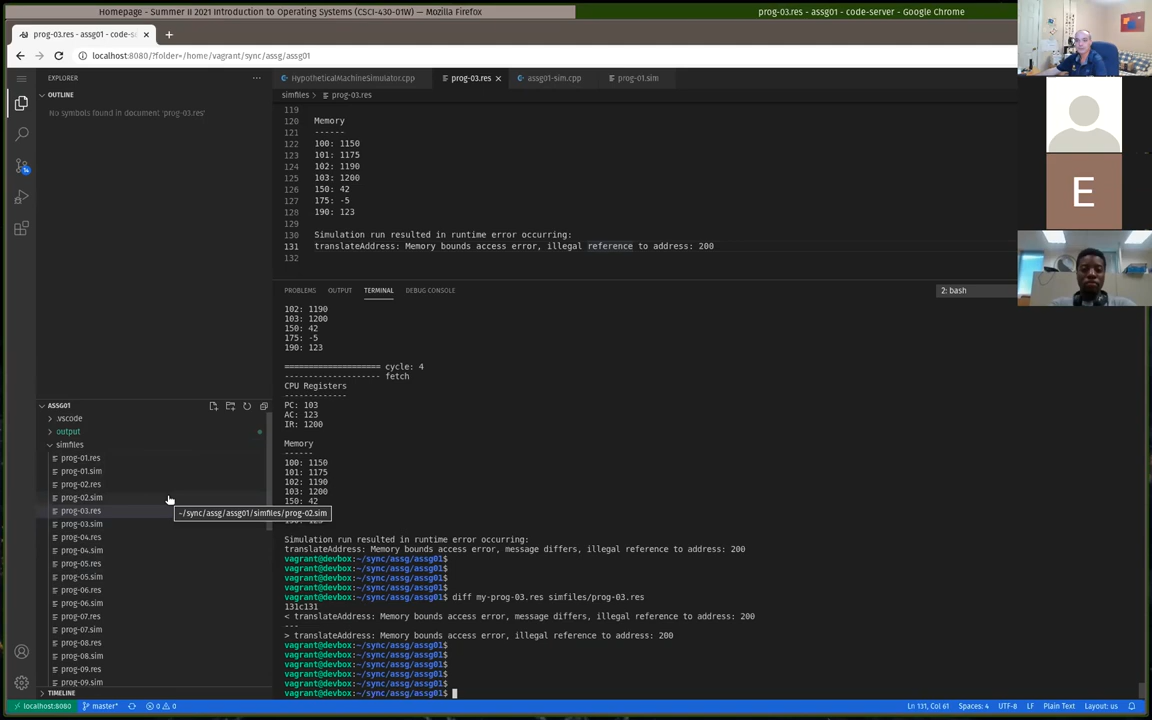 Homepage - Summer II 2021 Introduction to Operating Systems (CSCI-430-01W) — Mozilla Firefox
prog-03.res - assg01 - code-server - Google Chrome
prog-03.res - assg01 - code-se
localhost:8080/?folder=/home/vagrant/sync/assg/assg01
EXPLORER
OUTLINE
No symbols found in document 'prog-03.res'
HypotheticalMachineSimulator.cpp
prog-03.res
assg01-sim.cpp
prog-01.sim
simfiles > prog-03.res
119
120 Memory
121 ------
122 100: 1150
123 101: 1175
124 102: 1190
125 103: 1200
126 150: 42
127 175: -5
128 190: 123
129
130 Simulation run resulted in runtime error occurring:
131 translateAddress: Memory bounds access error, illegal reference to address: 200
132
E
PROBLEMS
OUTPUT
TERMINAL
DEBUG CONSOLE
2: bash
102: 1190
103: 1200
150: 42
175: -5
190: 123
==================== cycle: 4
-------------------- fetch
CPU Registers
-------------
PC: 103
AC: 123
IR: 1200
Memory
------
100: 1150
101: 1175
102: 1190
103: 1200
150: 42
Simulation run resulted in runtime error occurring:
translateAddress: Memory bounds access error, message differs, illegal reference to address: 200
vagrant@devbox:~/sync/assg/assg01$
vagrant@devbox:~/sync/assg/assg01$
vagrant@devbox:~/sync/assg/assg01$
vagrant@devbox:~/sync/assg/assg01$
vagrant@devbox:~/sync/assg/assg01$ diff my-prog-03.res simfiles/prog-03.res
131c131
< translateAddress: Memory bounds access error, message differs, illegal reference to address: 200
---
> translateAddress: Memory bounds access error, illegal reference to address: 200
vagrant@devbox:~/sync/assg/assg01$
vagrant@devbox:~/sync/assg/assg01$
vagrant@devbox:~/sync/assg/assg01$
vagrant@devbox:~/sync/assg/assg01$
vagrant@devbox:~/sync/assg/assg01$
vagrant@devbox:~/sync/assg/assg01$
ASSG01
.vscode
output
simfiles
prog-01.res
prog-01.sim
prog-02.res
prog-02.sim
prog-03.res
prog-03.sim
prog-04.res
prog-04.sim
prog-05.res
prog-05.sim
prog-06.res
prog-06.sim
prog-07.res
prog-07.sim
prog-08.res
prog-08.sim
prog-09.res
prog-09.sim
~/sync/assg/assg01/simfiles/prog-02.sim
TIMELINE
localhost:8080
master*
0 0
Ln 131, Col 61
Spaces: 4
UTF-8
LF
Plain Text
Layout: us